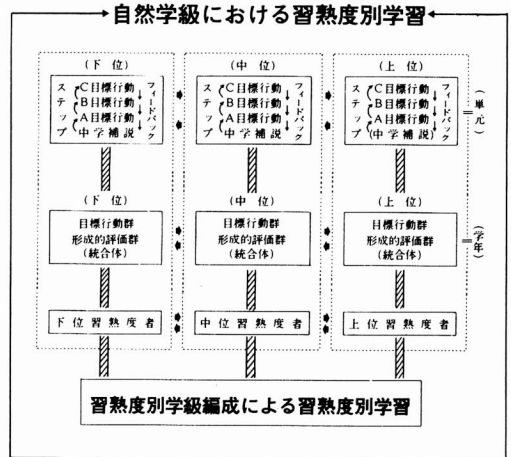 自然学級における習熟度別学習
(下位)
ステップ
C目標行動
B目標行動
A目標行動
中学補説
フィードバック
(中位)
ステップ
C目標行動
B目標行動
A目標行動
中学補説
フィードバック
(上位)
ステップ
C目標行動
B目標行動
A目標行動
(中学補説)
フィードバック
(単元)
(下位)
目標行動群
形成的評価群
(統合体)
(中位)
目標行動群
形成的評価群
(統合体)
(上位)
目標行動群
形成的評価群
(統合体)
(学年)
下位習熟度者
中位習熟度者
上位習熟度者
習熟度別学級編成による習熟度別学習